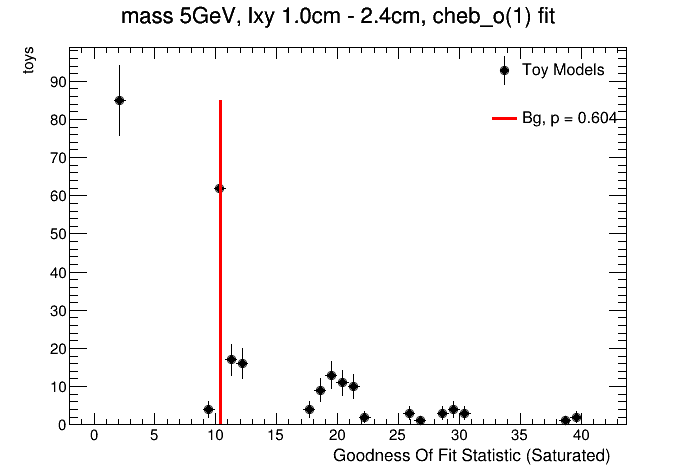 mass 5GeV, lxy 1.0cm - 2.4cm, cheb_o(1) fit
toys
Toy Models
Bg, p = 0.604
90
80
70
60
50
40
30
20
10
0
0 5 10 15 20 25 30 35 40
Goodness Of Fit Statistic (Saturated)